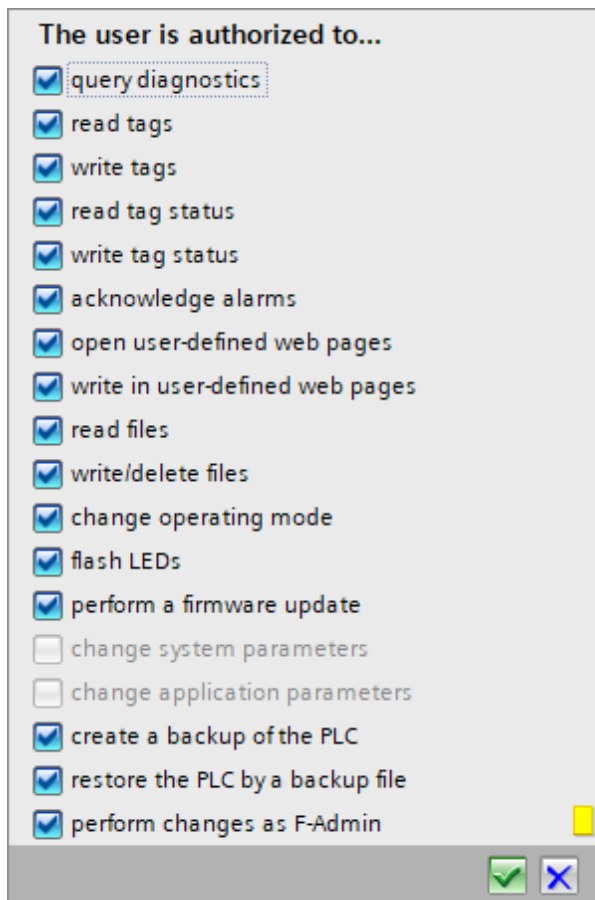 The user is authorized to...
query diagnostics
read tags
write tags
read tag status
write tag status
acknowledge alarms
open user-defined web pages
write in user-defined web pages
read files
write/delete files
change operating mode
flash LEDs
perform a firmware update
change system parameters
change application parameters
create a backup of the PLC
restore the PLC by a backup file
perform changes as F-Admin